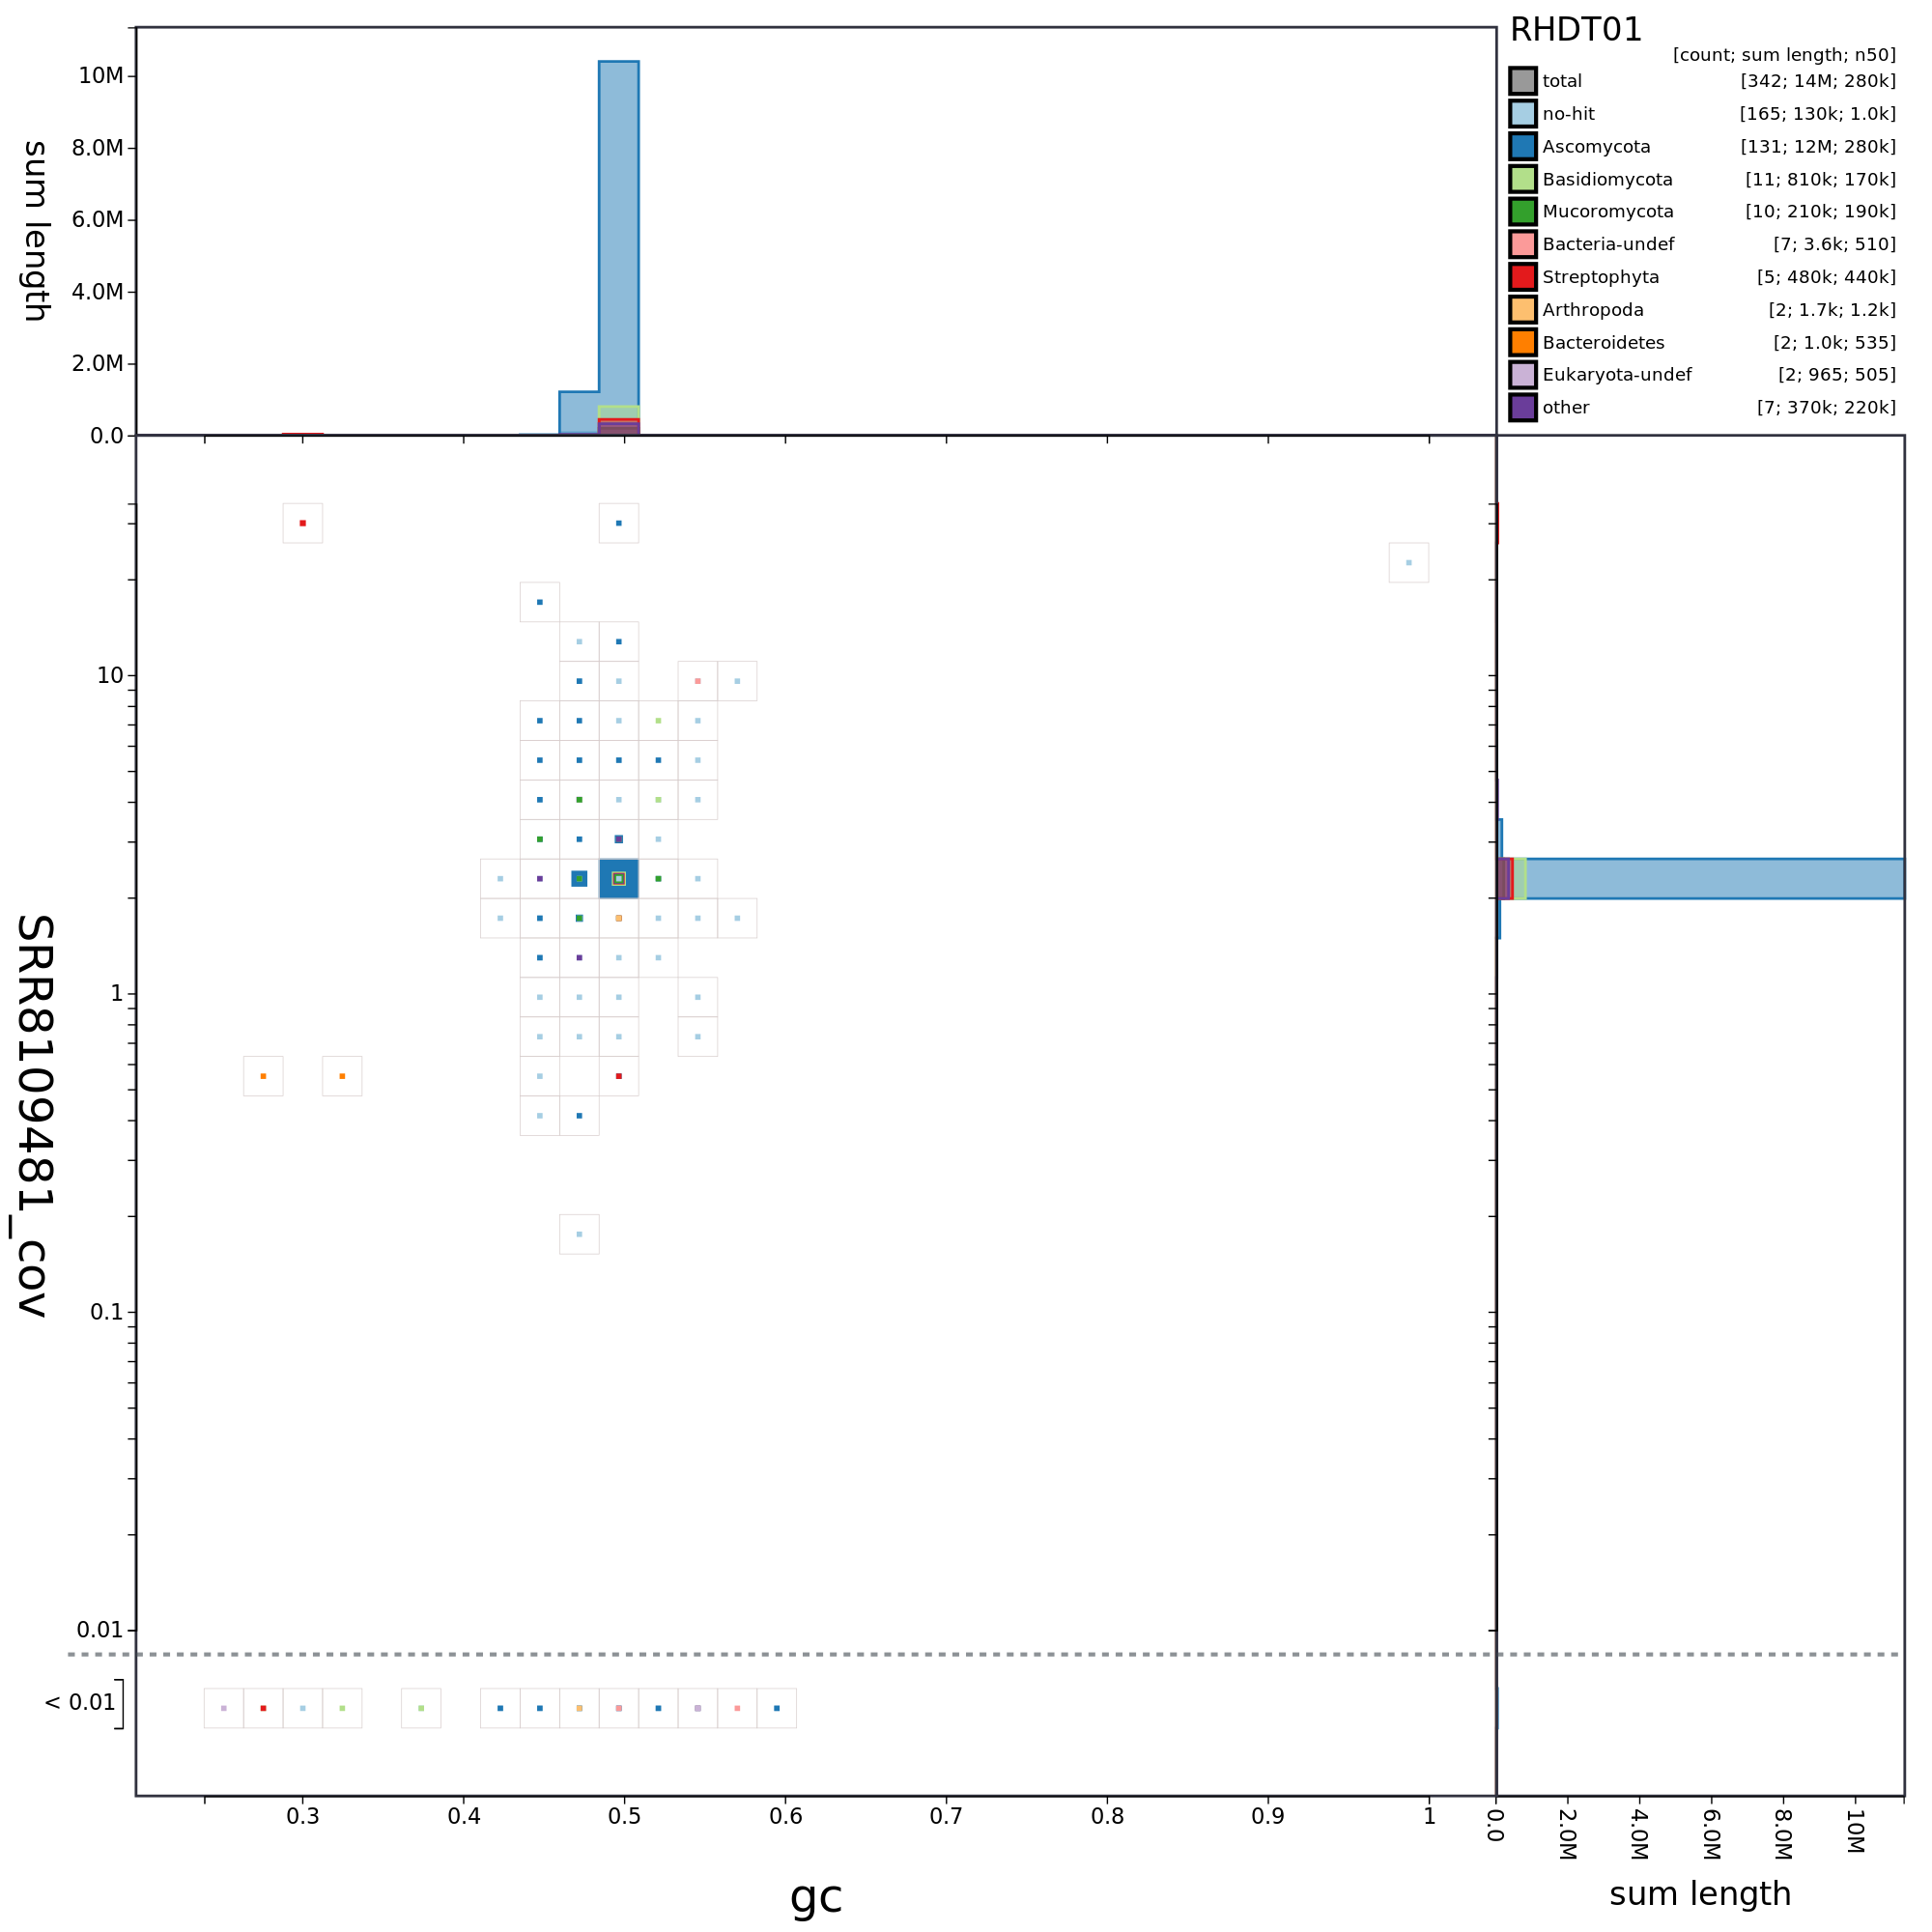 RHDT01
[count; sum length; n50]
total [342; 14M; 280k]
no-hit [165; 130k; 1.0k]
Ascomycota [131; 12M; 280k]
Basidiomycota [11; 810k; 170k]
Mucoromycota [10; 210k; 190k]
Bacteria-undef [7; 3.6k; 510]
Streptophyta [5; 480k; 440k]
Arthropoda [2; 1.7k; 1.2k]
Bacteroidetes [2; 1.0k; 535]
Eukaryota-undef [2; 965; 505]
other [7; 370k; 220k]
sum length
10M
8.0M
6.0M
4.0M
2.0M
0.0
SRR8109481_cov
10
1
0.1
0.01
< 0.01
0.3 0.4 0.5 0.6 0.7 0.8 0.9 1
gc
0.0 2.0M 4.0M 6.0M 8.0M 10M
sum length